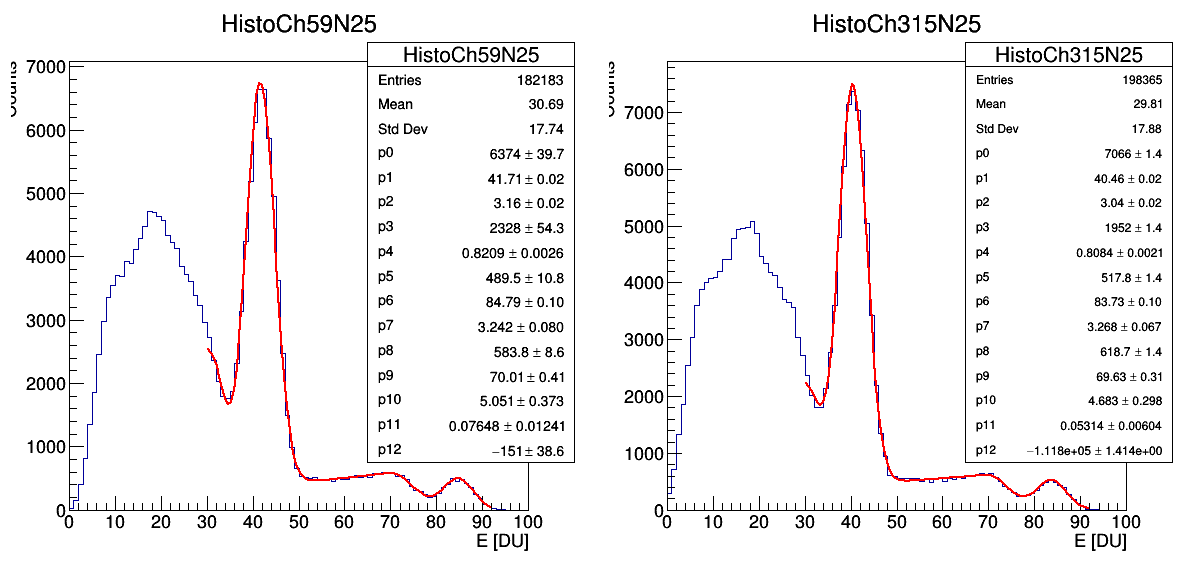 HistoCh59N25
HistoCh59N25
Entries 182183
Mean 30.69
Std Dev 17.74
p0 6374 ± 39.7
p1 41.71 ± 0.02
p2 3.16 ± 0.02
p3 2328 ± 54.3
p4 0.8209 ± 0.0026
p5 489.5 ± 10.8
p6 84.79 ± 0.10
p7 3.242 ± 0.080
p8 583.8 ± 8.6
p9 70.01 ± 0.41
p10 5.051 ± 0.373
p11 0.07648 ± 0.01241
p12 −151 ± 38.6
7000
6000
5000
4000
3000
2000
1000
0
0 10 20 30 40 50 60 70 80 90 100
E [DU]
HistoCh315N25
HistoCh315N25
Entries 198365
Mean 29.81
Std Dev 17.88
p0 7066 ± 1.4
p1 40.46 ± 0.02
p2 3.04 ± 0.02
p3 1952 ± 1.4
p4 0.8084 ± 0.0021
p5 517.8 ± 1.4
p6 83.73 ± 0.10
p7 3.268 ± 0.067
p8 618.7 ± 1.4
p9 69.63 ± 0.31
p10 4.683 ± 0.298
p11 0.05314 ± 0.00604
p12 −1.118e+05 ± 1.414e+00
7000
6000
5000
4000
3000
2000
1000
0
0 10 20 30 40 50 60 70 80 90 100
E [DU]